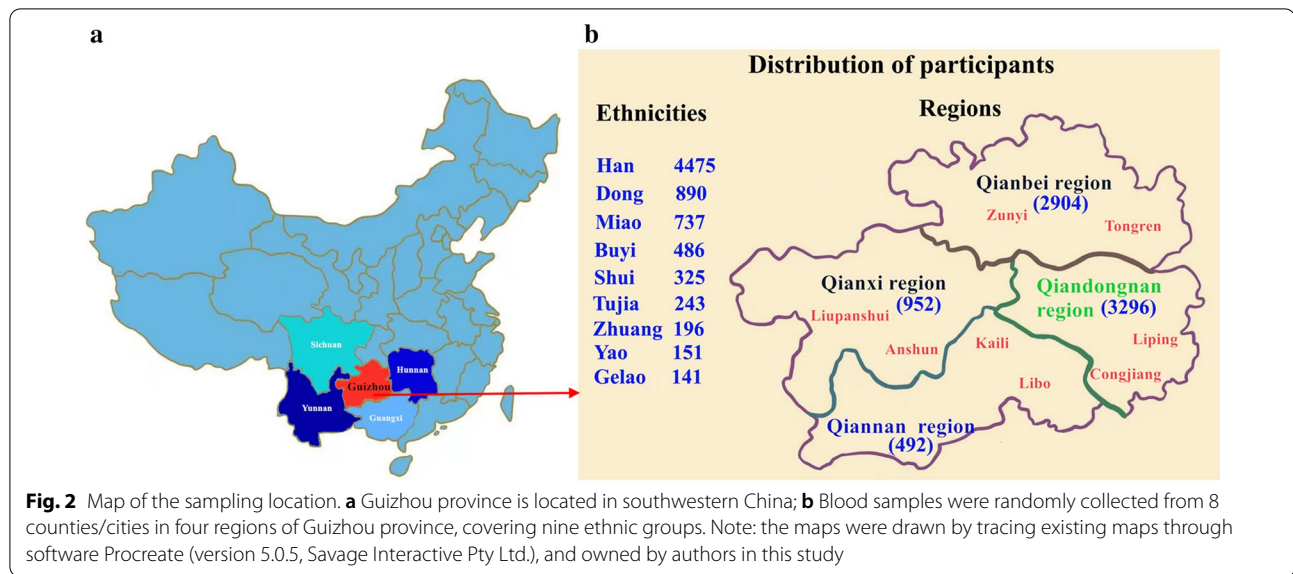 a
b
Sichuan
Guizhou
Hunnan
Yunnan
Guangxi
Distribution of participants
Ethnicities
Han 4475
Dong 890
Miao 737
Buyi 486
Shui 325
Tujia 243
Zhuang 196
Yao 151
Gelao 141
Regions
Qianbei region
(2904)
Zunyi
Tongren
Qianxi region
(952)
Liupanshui
Anshun
Qiandongnan
region (3296)
Kaili
Liping
Congjiang
Libo
Qiannan region
(492)
Fig. 2 Map of the sampling location. a Guizhou province is located in southwestern China; b Blood samples were randomly collected from 8
counties/cities in four regions of Guizhou province, covering nine ethnic groups. Note: the maps were drawn by tracing existing maps through
software Procreate (version 5.0.5, Savage Interactive Pty Ltd.), and owned by authors in this study